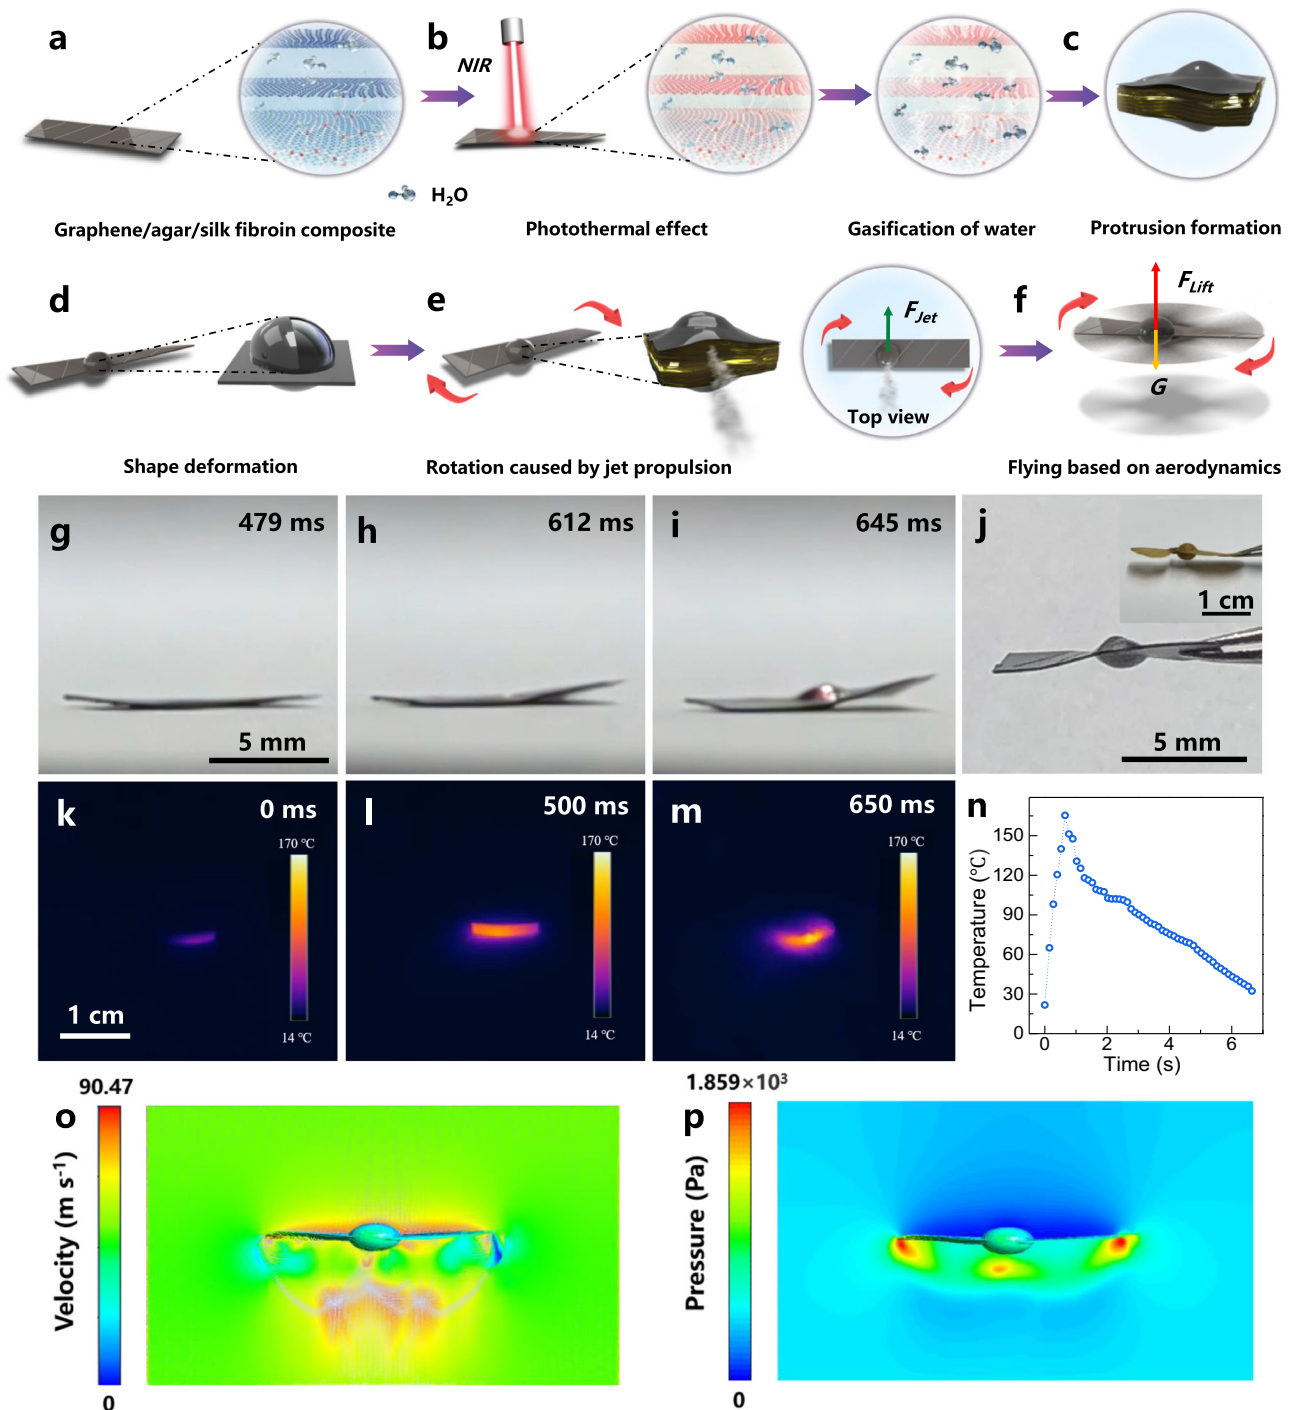 a
b
NIR
c
H2O
Graphene/agar/silk fibroin composite
Photothermal effect
Gasification of water
Protrusion formation
d
e
FJet
Top view
f
FLift
G
Shape deformation
Rotation caused by jet propulsion
Flying based on aerodynamics
g
479 ms
5 mm
h
612 ms
i
645 ms
j
1 cm
5 mm
k
0 ms
170 °C
14 °C
1 cm
l
500 ms
170 °C
14 °C
m
650 ms
170 °C
14 °C
n
Temperature (℃)
150
120
90
60
30
0
0 2 4 6
Time (s)
90.47
o
Velocity (m s-1)
0
1.859×10³
p
Pressure (Pa)
0